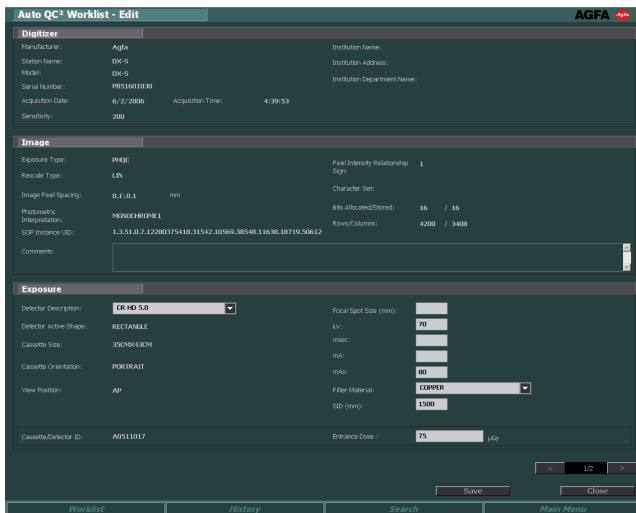 Auto QC² Worklist - Edit
AGFA Agfa
Digitizer
Manufacturer: Agfa Institution Name:
Station Name: DX-S Institution Address:
Model: DX-S Institution Department Name:
Serial Number: PB51601030
Acquisition Date: 6/2/2006 Acquisition Time: 4:39:53
Sensitivity: 200
Image
Exposure Type: PHQC Pixel Intensity Relationship Sign: 1
Rescale Type: LIN
Character Set:
Image Pixel Spacing: 0.1\0.1 mm
Photometric Interpretation: MONOCHROME1 Bits Allocated/Stored: 16 / 16
SOP Instance UID: 1.3.51.0.7.12280375418.31542.10569.38548.11638.18719.50612 Rows/Columns: 4200 / 3408
Comments:
Exposure
Detector Description: CR HD 5.0 Focal Spot Size (mm):
Detector Active Shape: RECTANGLE kV: 70
Cassette Size: 35CMX43CM msec:
mA:
Cassette Orientation: PORTRAIT mAs: 80
View Position: AP Filter Material: COPPER
SID (mm): 1500
Cassette/Detector ID: A0511017 Entrance Dose : 75 µGy
< 1/2 >
Save Close
Worklist History Search Main Menu